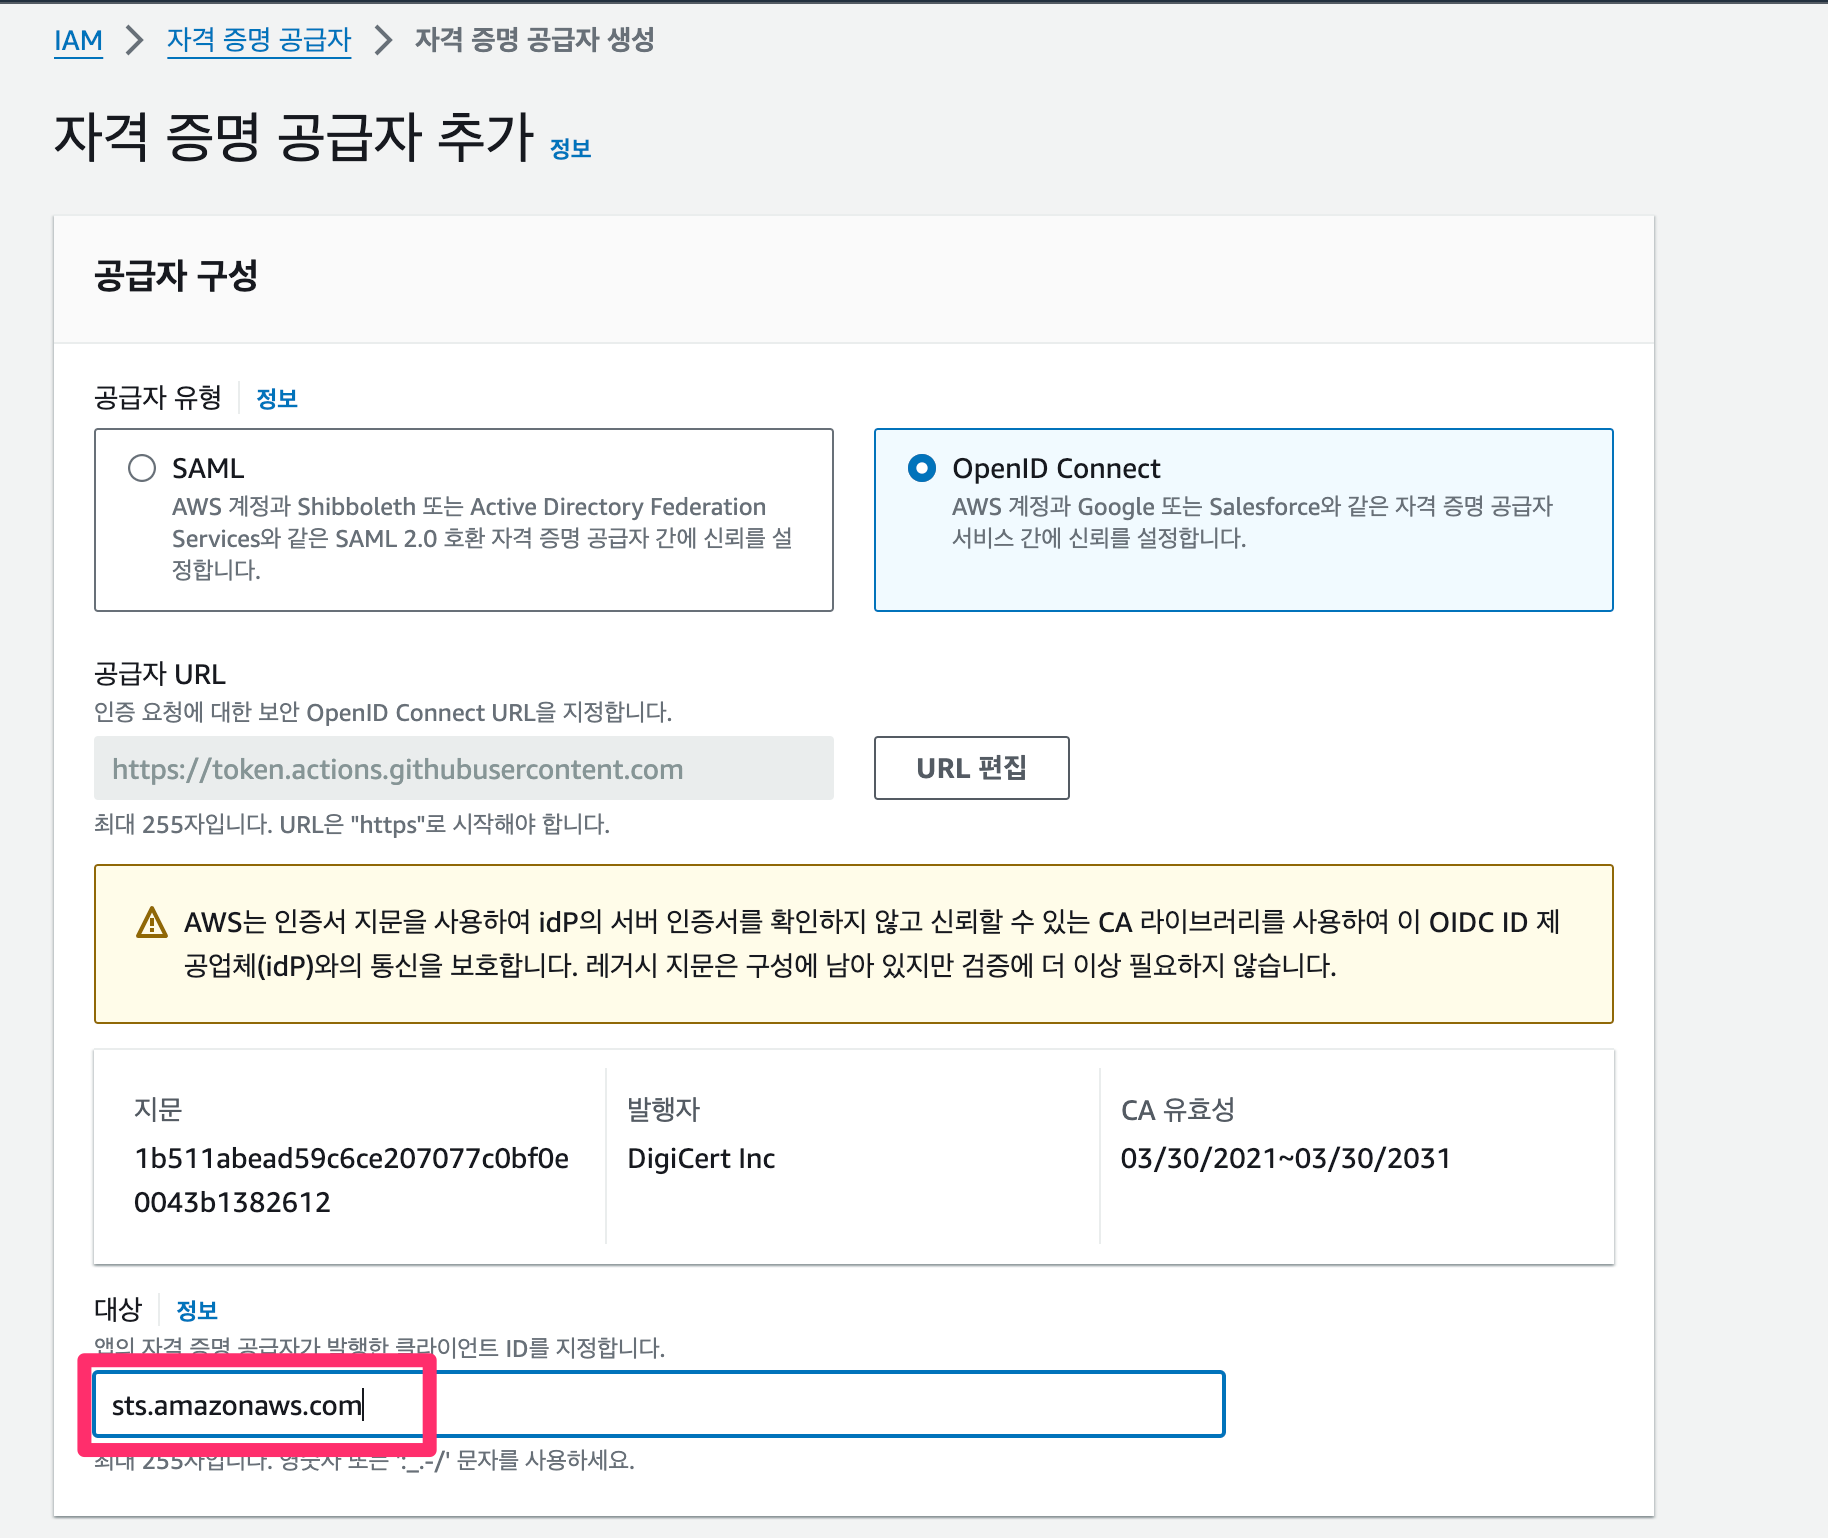 IAM > 자격 증명 공급자 > 자격 증명 공급자 생성
자격 증명 공급자 추가 정보
공급자 구성
공급자 유형 정보
SAML
AWS 계정과 Shibboleth 또는 Active Directory Federation
Services와 같은 SAML 2.0 호환 자격 증명 공급자 간에 신뢰를 설
정합니다.
OpenID Connect
AWS 계정과 Google 또는 Salesforce와 같은 자격 증명 공급자
서비스 간에 신뢰를 설정합니다.
공급자 URL
인증 요청에 대한 보안 OpenID Connect URL을 지정합니다.
https://token.actions.githubusercontent.com
URL 편집
최대 255자입니다. URL은 "https"로 시작해야 합니다.
AWS는 인증서 지문을 사용하여 idP의 서버 인증서를 확인하지 않고 신뢰할 수 있는 CA 라이브러리를 사용하여 이 OIDC ID 제
공업체(idP)와의 통신을 보호합니다. 레거시 지문은 구성에 남아 있지만 검증에 더 이상 필요하지 않습니다.
지문
1b511abead59c6ce207077c0bf0e
0043b1382612
발행자
DigiCert Inc
CA 유효성
03/30/2021~03/30/2031
대상 정보
앱의 자격 증명 공급자가 발행한 클라이언트 ID를 지정합니다.
sts.amazonaws.com
최대 255자입니다. 영숫자 또는 ':_.-/' 문자를 사용하세요.